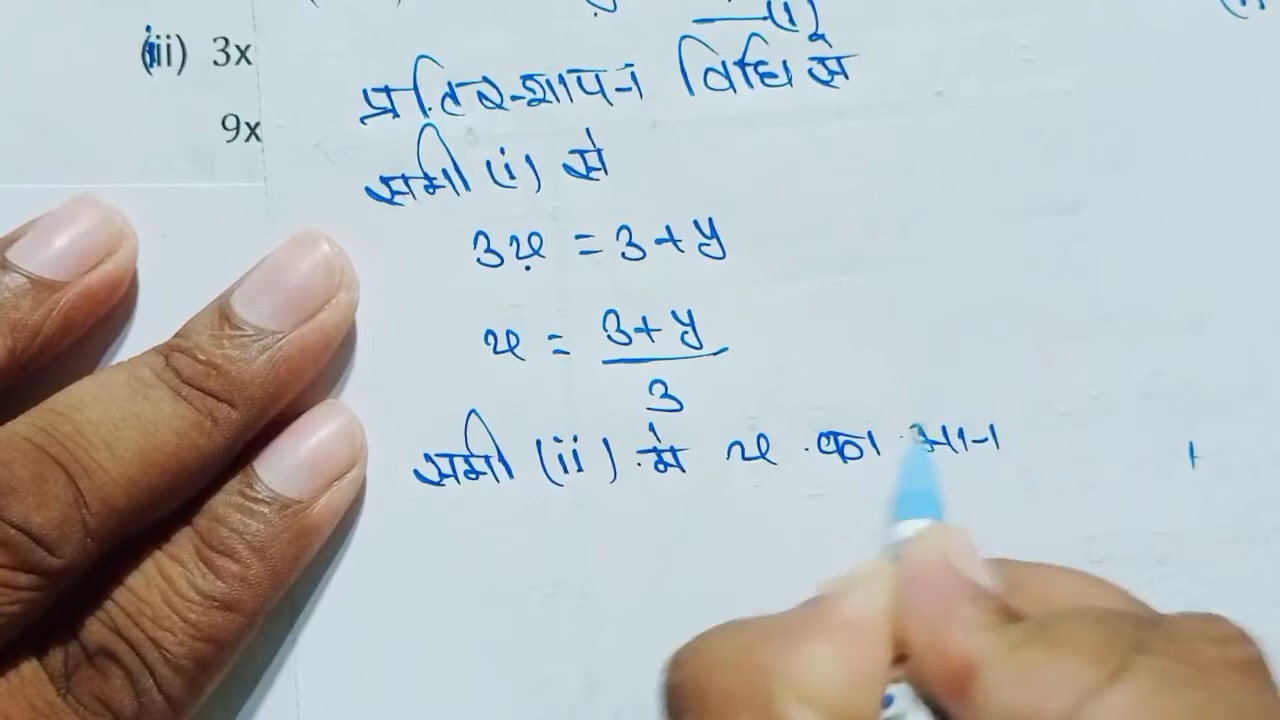 (i)
(iii) 3x
प्रतिस्थापन विधि से
9x
समी (i) से
3x = 3 + y
x = 3 + y
3
समी (ii) में x का मान